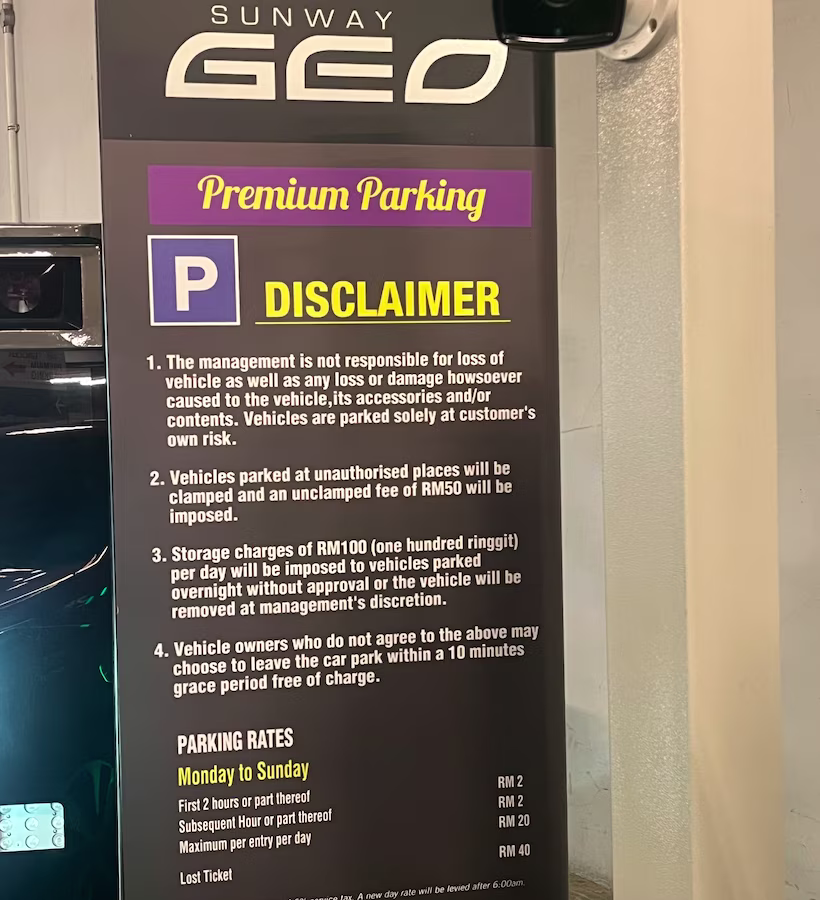 SUNWAY
GEO
Premium Parking
P
DISCLAIMER
1. The management is not responsible for loss of
vehicle as well as any loss or damage howsoever
caused to the vehicle,its accessories and/or
contents. Vehicles are parked solely at customer's
own risk.
2. Vehicles parked at unauthorised places will be
clamped and an unclamped fee of RM50 will be
imposed.
3. Storage charges of RM100 (one hundred ringgit)
per day will be imposed to vehicles parked
overnight without approval or the vehicle will be
removed at management's discretion.
4. Vehicle owners who do not agree to the above may
choose to leave the car park within a 10 minutes
grace period free of charge.
PARKING RATES
Monday to Sunday
First 2 hours or part thereof RM 2
Subsequent Hour or part thereof RM 2
Maximum per entry per day RM 20
Lost Ticket RM 40
service tax. A new day rate will be levied after 6:00am.